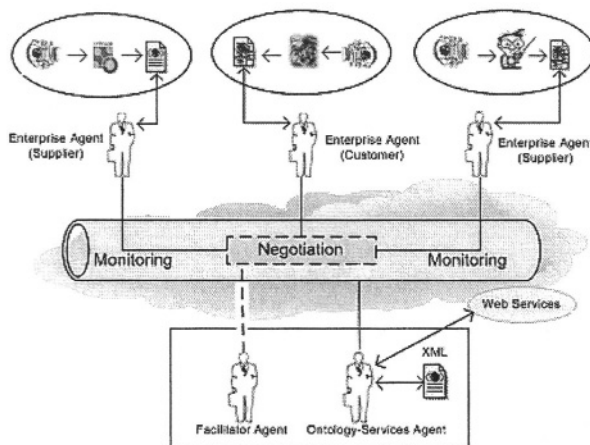 Enterprise Agent
(Supplier)
Enterprise Agent
(Customer)
Enterprise Agent
(Supplier)
Negotiation
Monitoring
Monitoring
Web Services
XML
Facilitator Agent
Ontology-Services Agent